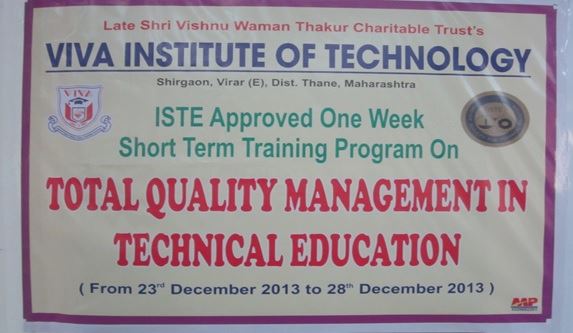 Late Shri Vishnu Waman Thakur Charitable Trust's
VIVA INSTITUTE OF TECHNOLOGY
Shirgaon, Virar (E), Dist. Thane, Maharashtra
VIVA
ISTE
ISTE Approved One Week
Short Term Training Program On
TOTAL QUALITY MANAGEMENT IN
TECHNICAL EDUCATION
( From 23rd December 2013 to 28th December 2013 )